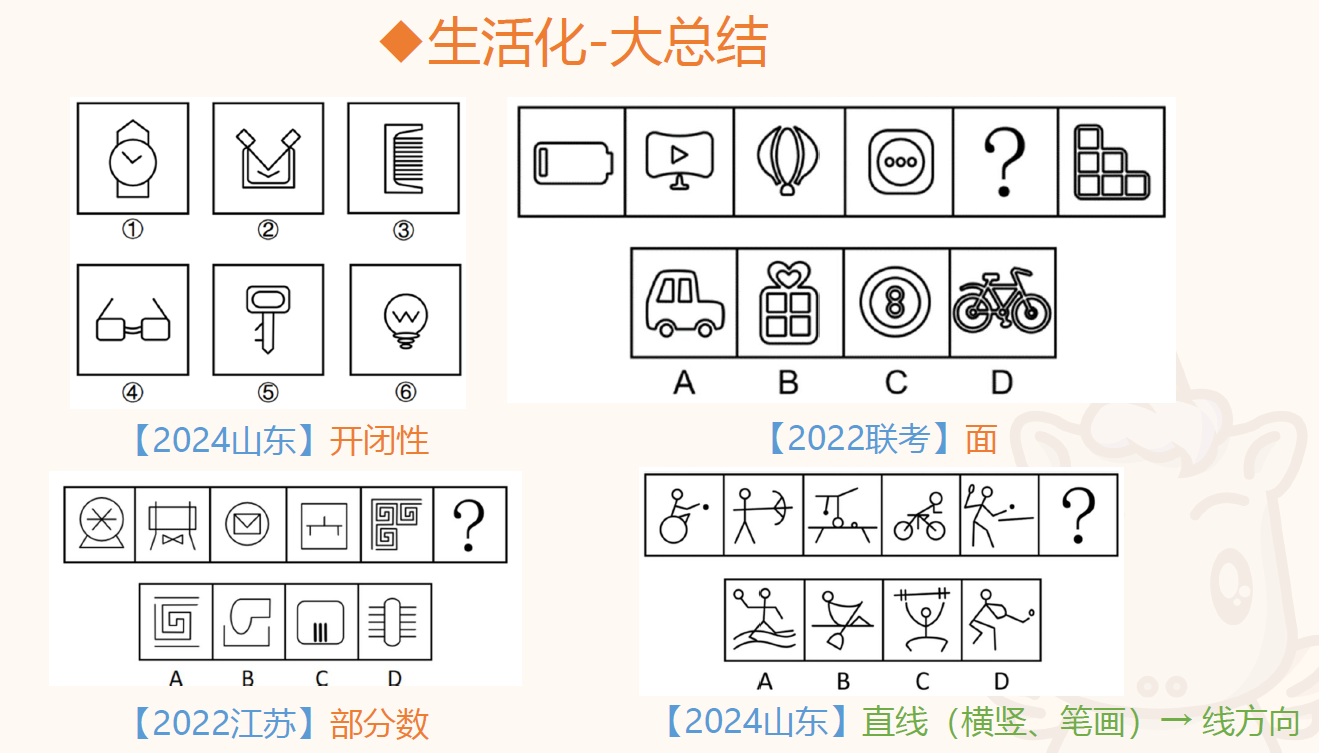 ◆生活化-大总结
① ② ③
④ ⑤ ⑥
?
A B C D
【2024山东】开闭性
【2022联考】面
?
A B C D
?
8
A B C D
【2022江苏】部分数
【2024山东】直线（横竖、笔画）→ 线方向